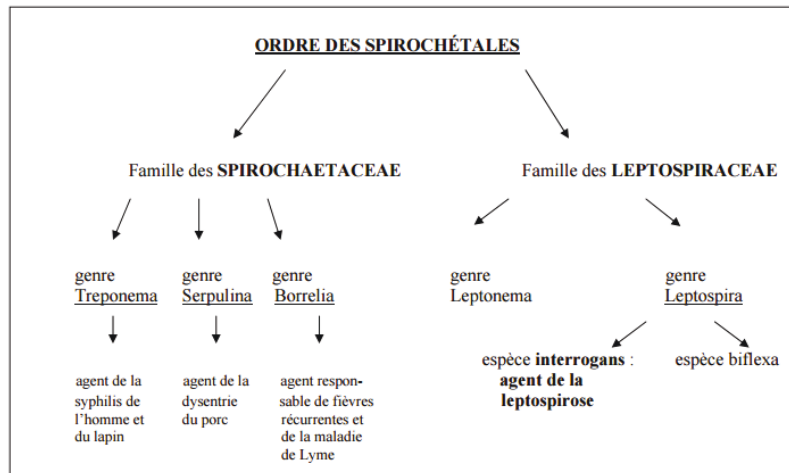 ORDRE DES SPIROCHÉTALES
Famille des SPIROCHAETACEAE
Famille des LEPTOSPIRACEAE
genre
Treponema
genre
Serpulina
genre
Borrelia
genre
Leptonema
genre
Leptospira
agent de la
syphilis de
l'homme et
du lapin
agent de la
dysentrie
du porc
agent respon-
sable de fièvres
récurrentes et
de la maladie
de Lyme
espèce interrogans :
agent de la
leptospirose
espèce biflexa